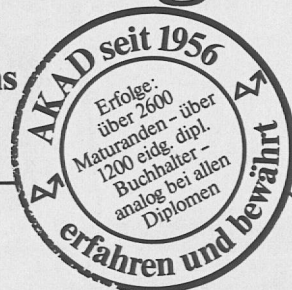 AKAD seit 1956
Erfolge:
über 2600
Maturanden – über
1200 eidg. dipl.
Buchhalter –
analog bei allen
Diplomen
erfahren und bewährt